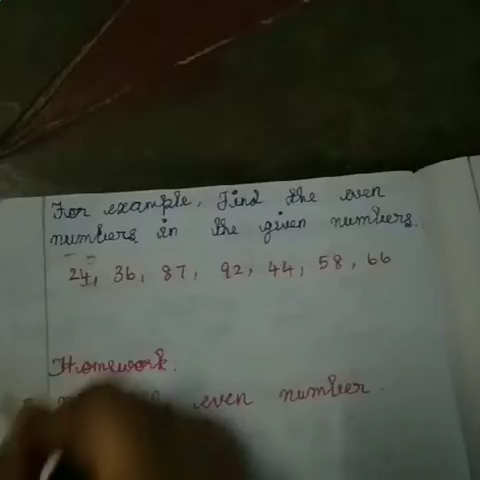 For example, Find the even
numbers in the given numbers.
24, 36, 87, 92, 44, 58, 66
Homework:
even number.